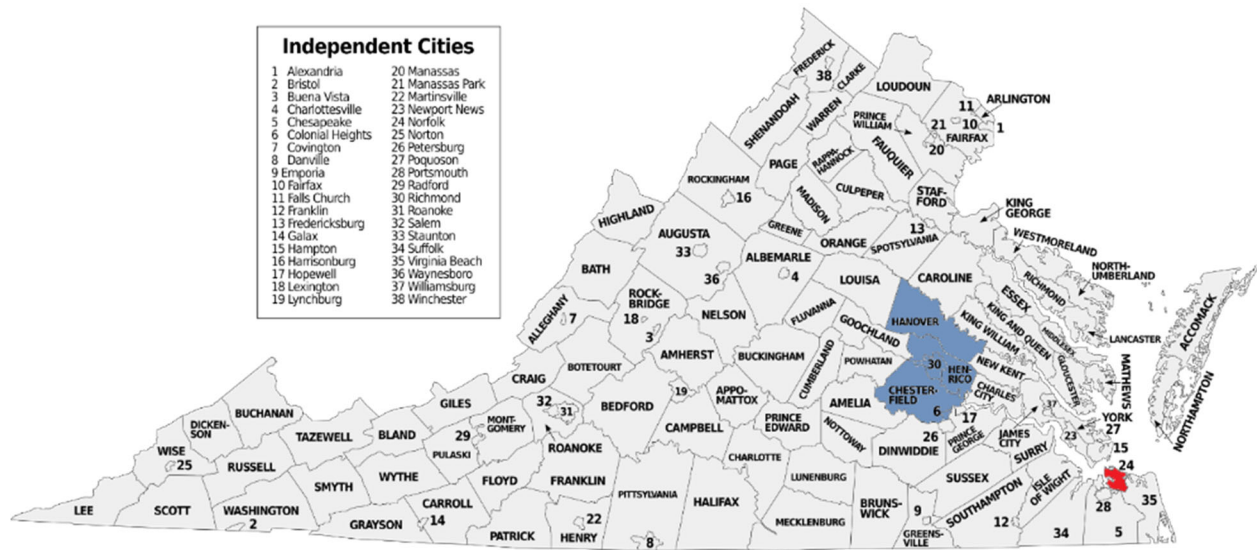 Independent Cities
1 Alexandria
2 Bristol
3 Buena Vista
4 Charlottesville
5 Chesapeake
6 Colonial Heights
7 Covington
8 Danville
9 Emporia
10 Fairfax
11 Falls Church
12 Franklin
13 Fredericksburg
14 Galax
15 Hampton
16 Harrisonburg
17 Hopewell
18 Lexington
19 Lynchburg
20 Manassas
21 Manassas Park
22 Martinsville
23 Newport News
24 Norfolk
25 Norton
26 Petersburg
27 Poquoson
28 Portsmouth
29 Radford
30 Richmond
31 Roanoke
32 Salem
33 Staunton
34 Suffolk
35 Virginia Beach
36 Waynesboro
37 Williamsburg
38 Winchester
FREDERICK
38
CLARKE
LOUDOUN
SHENANDOAH
WARREN
PRINCE
WILLIAM
11
ARLINGTON
21
10
1
FAIRFAX
20
FAUQUIER
RAPPA-
HANNOCK
PAGE
ROCKINGHAM
16
CULPEPER
MADISON
STAF-
FORD
KING
GEORGE
HIGHLAND
GREENE
ORANGE
13
SPOTSYLVANIA
WESTMORELAND
AUGUSTA
33
36
ALBEMARLE
4
LOUISA
CAROLINE
RICHMOND
NORTH-
UMBERLAND
BATH
ESSEX
ACCOMACK
ALLEGHANY
7
ROCK-
BRIDGE
18
3
NELSON
FLUVANNA
GOOCHLAND
HANOVER
KING WILLIAM
KING AND QUEEN
MIDDLESEX
LANCASTER
AMHERST
BUCKINGHAM
CUMBERLAND
POWHATAN
30
HEN-
RICO
NEW KENT
GLOUCESTER
MATHEWS
BOTETOURT
CRAIG
32
31
BEDFORD
19
APPO-
MATTOX
AMELIA
CHESTER-
FIELD
6
CHARLES
CITY
37
NORTHAMPTON
GILES
MONT-
GOMERY
ROANOKE
CAMPBELL
PRINCE
EDWARD
NOTTOWAY
26
17
PRINCE
GEORGE
JAMES
CITY
23
YORK
27
15
BUCHANAN
DICKEN-
SON
TAZEWELL
BLAND
29
PULASKI
DINWIDDIE
SURRY
24
WISE
25
RUSSELL
WYTHE
FLOYD
FRANKLIN
CHARLOTTE
LUNENBURG
SUSSEX
ISLE
OF WIGHT
28
35
SMYTH
PITTSYLVANIA
HALIFAX
BRUNS-
WICK
SOUTHAMPTON
LEE
SCOTT
WASHINGTON
2
GRAYSON
CARROLL
14
PATRICK
22
HENRY
8
MECKLENBURG
9
GREENS-
VILLE
12
34
5